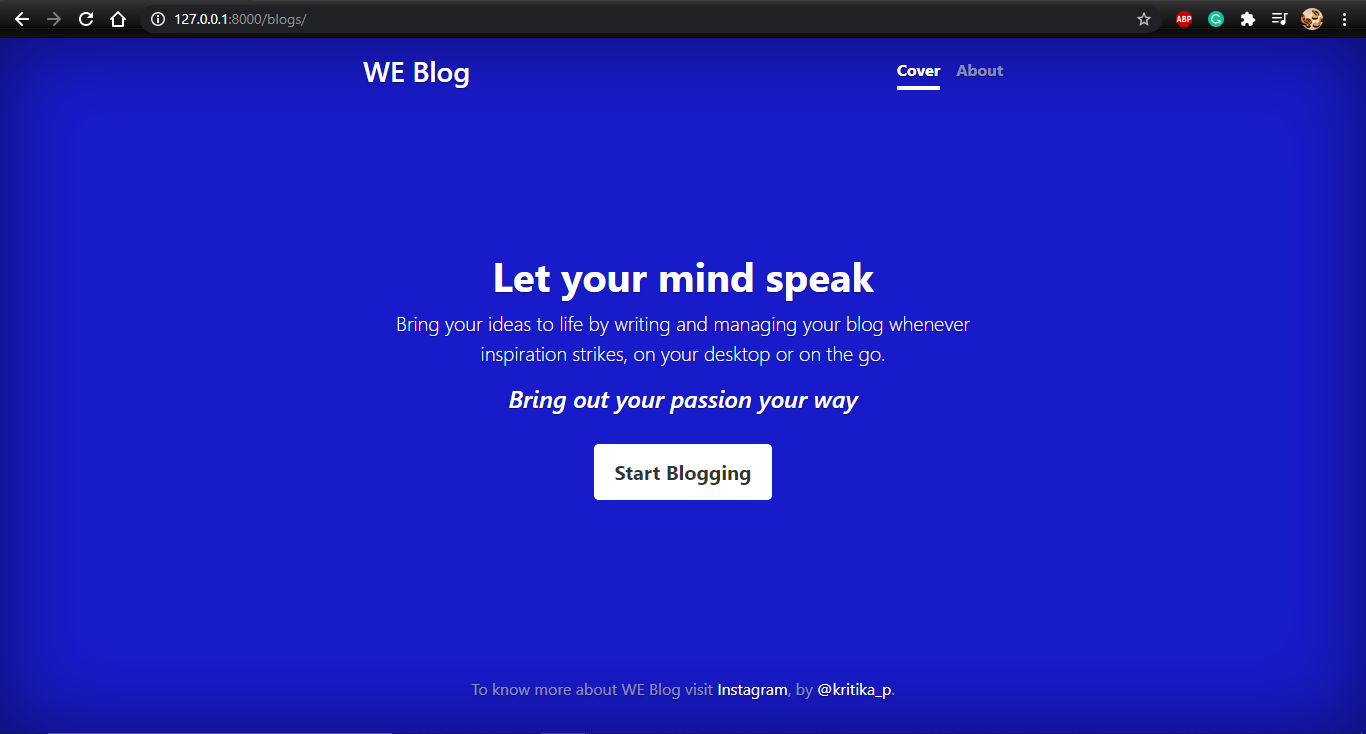 127.0.0.1:8000/blogs/
ABP
WE Blog
Cover About
Let your mind speak
Bring your ideas to life by writing and managing your blog whenever
inspiration strikes, on your desktop or on the go.
Bring out your passion your way
Start Blogging
To know more about WE Blog visit Instagram, by @kritika_p.